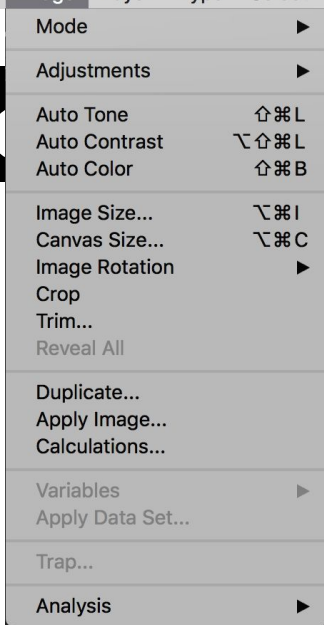 Mode ▶
Adjustments ▶
Auto Tone ⇧⌘L
Auto Contrast ⌥⇧⌘L
Auto Color ⇧⌘B
Image Size... ⌥⌘I
Canvas Size... ⌥⌘C
Image Rotation ▶
Crop
Trim...
Reveal All
Duplicate...
Apply Image...
Calculations...
Variables ▶
Apply Data Set...
Trap...
Analysis ▶